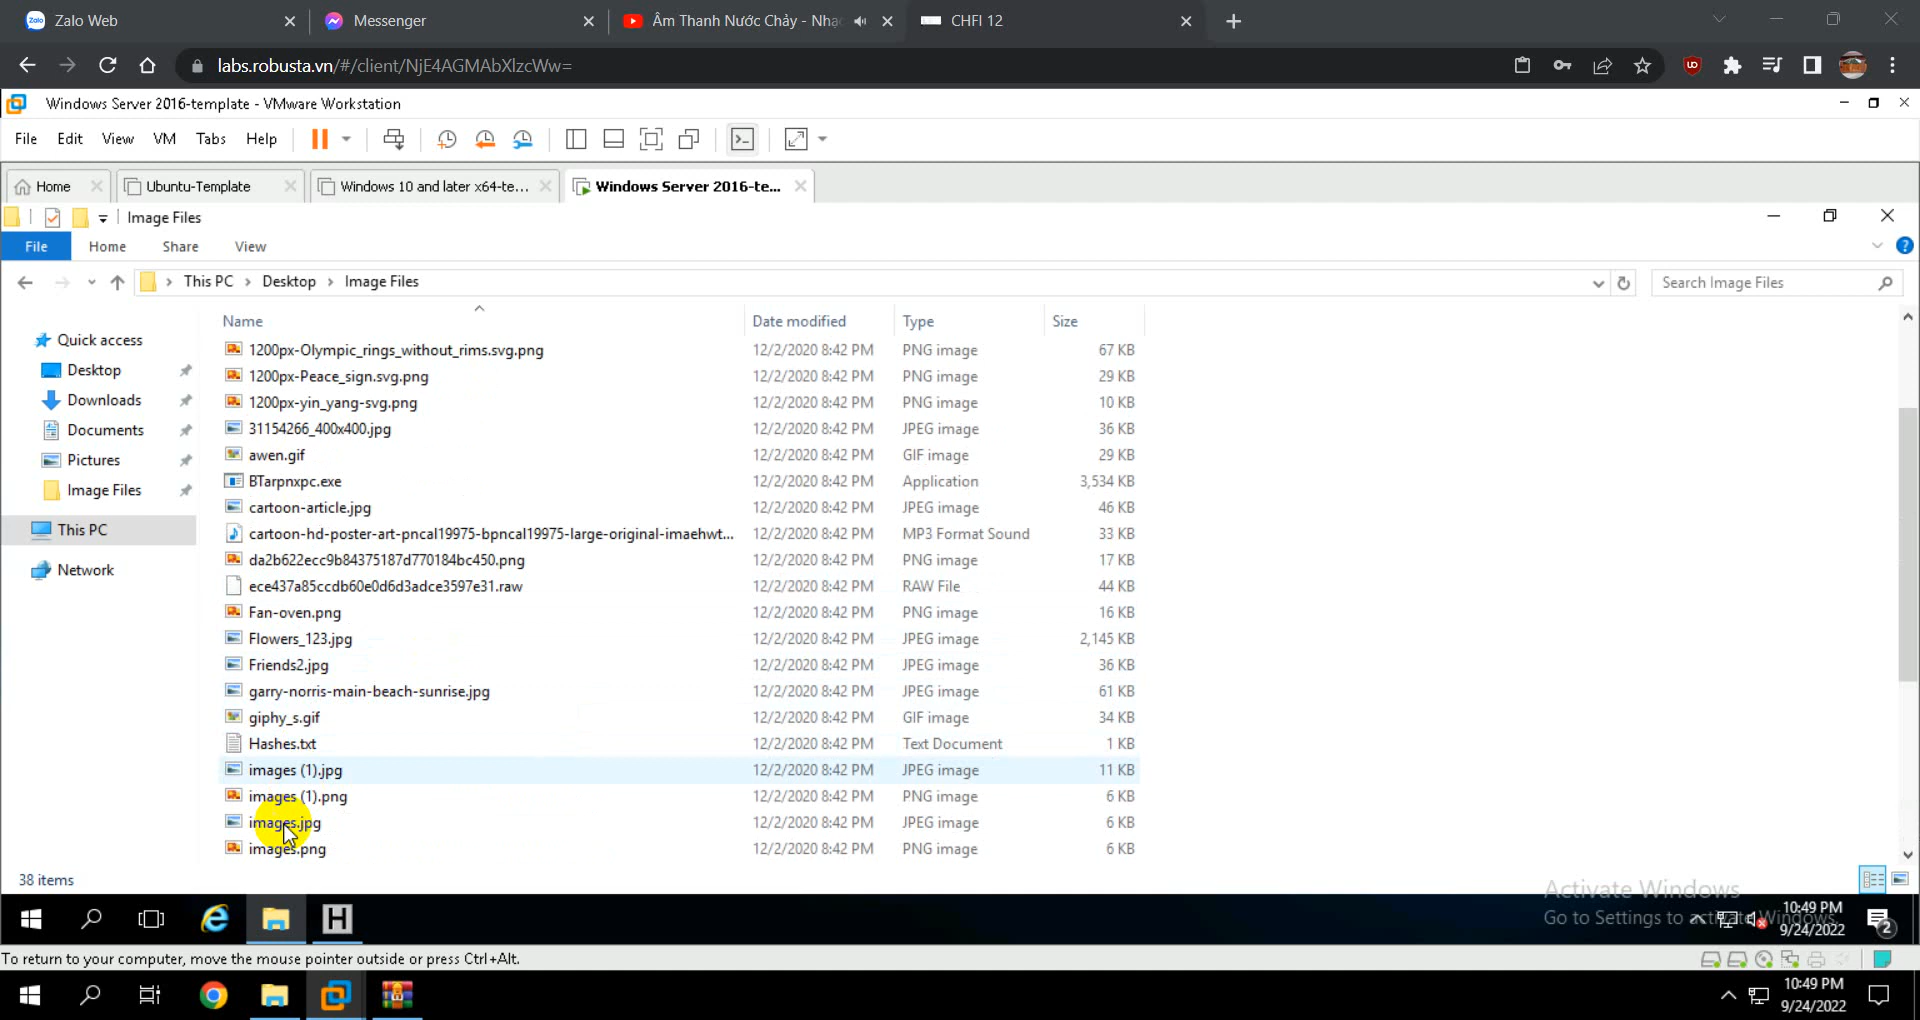 Zalo Web
Messenger
Âm Thanh Nước Chảy - Nhạ
CHFI 12
labs.robusta.vn/#/client/NjE4AGMAbXlzcWw=
Windows Server 2016-template - VMware Workstation
File Edit View VM Tabs Help
Home
Ubuntu-Template
Windows 10 and later x64-te...
Windows Server 2016-te...
Image Files
File Home Share View
This PC > Desktop > Image Files
Search Image Files
Name Date modified Type Size
Quick access
Desktop
Downloads
Documents
Pictures
Image Files
This PC
Network
1200px-Olympic_rings_without_rims.svg.png 12/2/2020 8:42 PM PNG image 67 KB
1200px-Peace_sign.svg.png 12/2/2020 8:42 PM PNG image 29 KB
1200px-yin_yang-svg.png 12/2/2020 8:42 PM PNG image 10 KB
31154266_400x400.jpg 12/2/2020 8:42 PM JPEG image 36 KB
awen.gif 12/2/2020 8:42 PM GIF image 29 KB
BTarpnxpc.exe 12/2/2020 8:42 PM Application 3,534 KB
cartoon-article.jpg 12/2/2020 8:42 PM JPEG image 46 KB
cartoon-hd-poster-art-pncal19975-bpncal19975-large-original-imaehwt... 12/2/2020 8:42 PM MP3 Format Sound 33 KB
da2b622ecc9b84375187d770184bc450.png 12/2/2020 8:42 PM PNG image 17 KB
ece437a85ccdb60e0d6d3adce3597e31.raw 12/2/2020 8:42 PM RAW File 44 KB
Fan-oven.png 12/2/2020 8:42 PM PNG image 16 KB
Flowers_123.jpg 12/2/2020 8:42 PM JPEG image 2,145 KB
Friends2.jpg 12/2/2020 8:42 PM JPEG image 36 KB
garry-norris-main-beach-sunrise.jpg 12/2/2020 8:42 PM JPEG image 61 KB
giphy_s.gif 12/2/2020 8:42 PM GIF image 34 KB
Hashes.txt 12/2/2020 8:42 PM Text Document 1 KB
images (1).jpg 12/2/2020 8:42 PM JPEG image 11 KB
images (1).png 12/2/2020 8:42 PM PNG image 6 KB
images.jpg 12/2/2020 8:42 PM JPEG image 6 KB
images.png 12/2/2020 8:42 PM PNG image 6 KB
38 items
Activate Windows
Go to Settings to activate Windows.
10:49 PM
9/24/2022
2
To return to your computer, move the mouse pointer outside or press Ctrl+Alt.
10:49 PM
9/24/2022